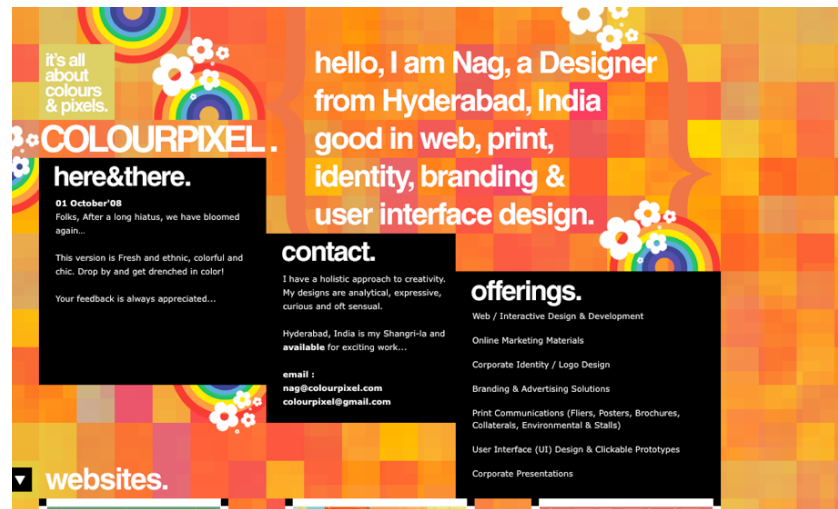 it's all
about
colours
& pixels.
COLOURPIXEL.
hello, I am Nag, a Designer
from Hyderabad, India
good in web, print,
identity, branding &
user interface design.
here&there.
01 October'08
Folks, After a long hiatus, we have bloomed
again...
This version is Fresh and ethnic, colorful and
chic. Drop by and get drenched in color!
Your feedback is always appreciated...
contact.
I have a holistic approach to creativity.
My designs are analytical, expressive,
curious and oft sensual.
Hyderabad, India is my Shangri-la and
available for exciting work...
email :
nag@colourpixel.com
colourpixel@gmail.com
offerings.
Web / Interactive Design & Development
Online Marketing Materials
Corporate Identity / Logo Design
Branding & Advertising Solutions
Print Communications (Fliers, Posters, Brochures,
Collaterals, Environmental & Stalls)
User Interface (UI) Design & Clickable Prototypes
Corporate Presentations
websites.